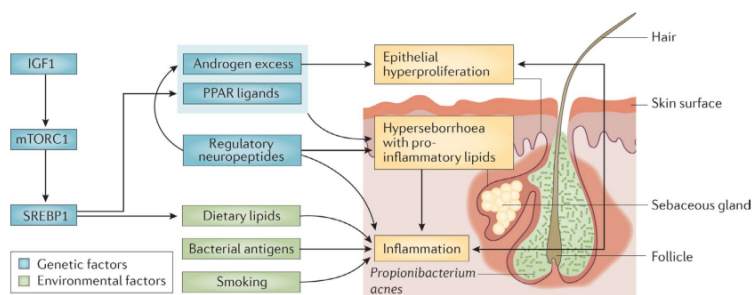 IGF1
mTORC1
SREBP1
Genetic factors
Environmental factors
Androgen excess
PPAR ligands
Regulatory
neuropeptides
Dietary lipids
Bacterial antigens
Smoking
Epithelial
hyperproliferation
Hyperseborrhoea
with pro-
inflammatory lipids
Inflammation
Propionibacterium
acnes
Hair
Skin surface
Sebaceous gland
Follicle